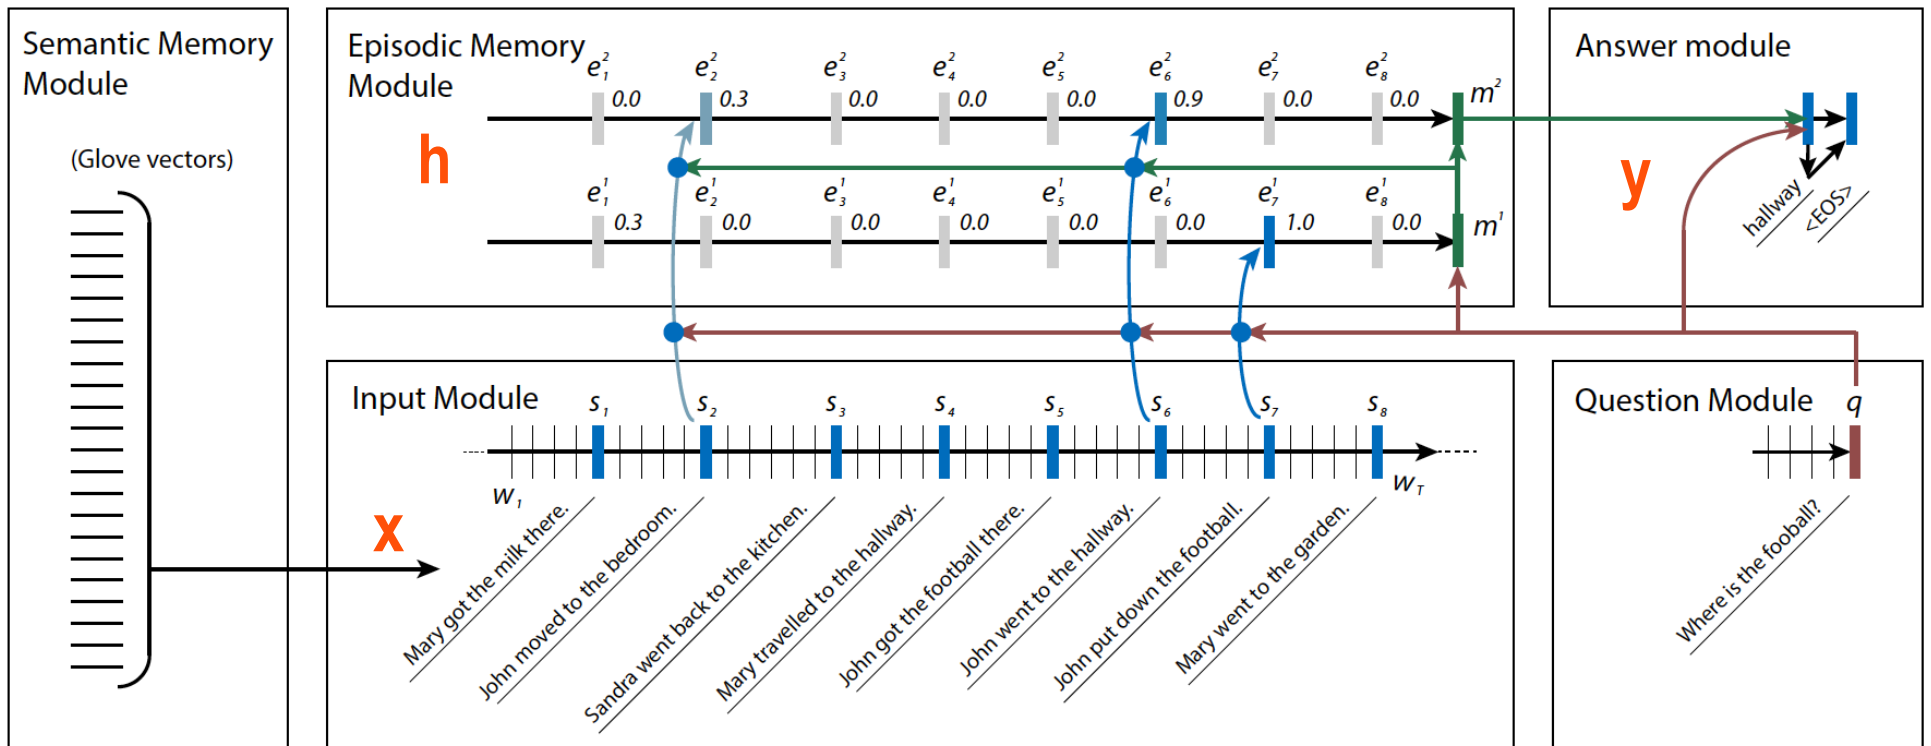 Semantic Memory
Module
(Glove vectors)
Episodic Memory
Module
e²₁ e²₂ e²₃ e²₄ e²₅ e²₆ e²₇ e²₈
0.0 0.3 0.0 0.0 0.0 0.9 0.0 0.0 m²
h
e¹₁ e¹₂ e¹₃ e¹₄ e¹₅ e¹₆ e¹₇ e¹₈
0.3 0.0 0.0 0.0 0.0 0.0 1.0 0.0 m¹
Answer module
y
hallway
<EOS>
Input Module
s₁ s₂ s₃ s₄ s₅ s₆ s₇ s₈
w₁ w_T
x
Mary got the milk there.
John moved to the bedroom.
Sandra went back to the kitchen.
Mary travelled to the hallway.
John got the football there.
John went to the hallway.
John put down the football.
Mary went to the garden.
Question Module
q
Where is the fooball?